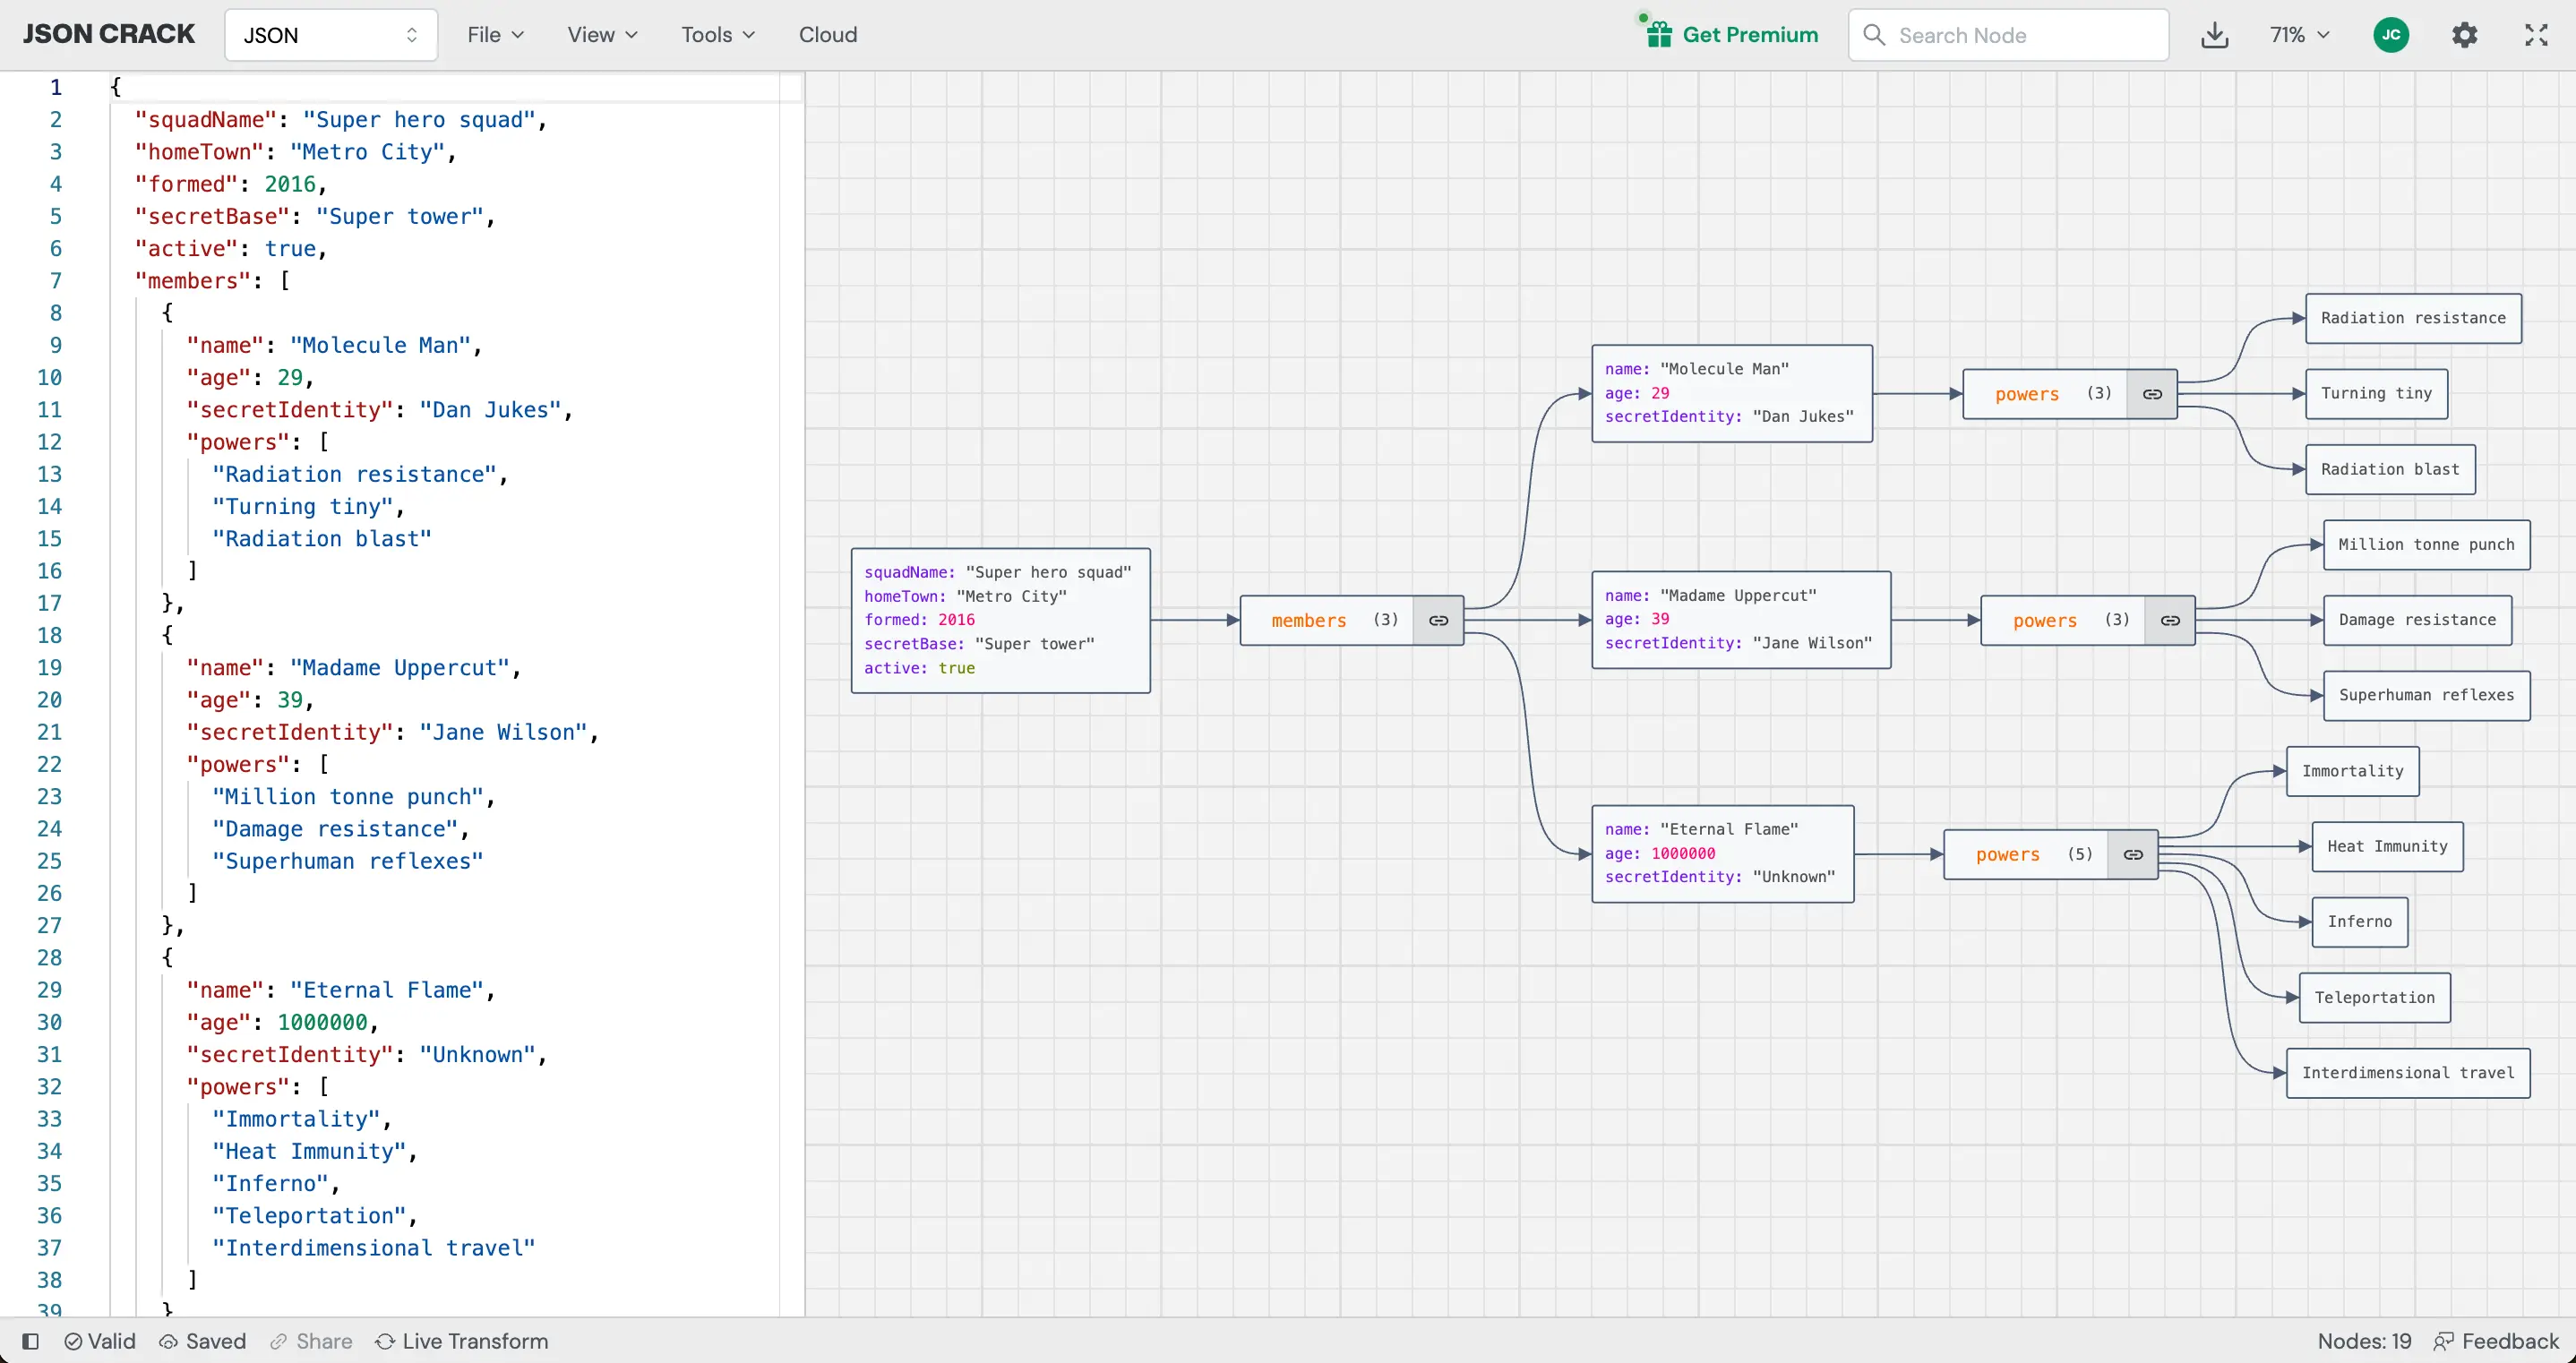 JSON CRACK
JSON
File
View
Tools
Cloud
Get Premium
Search Node
71%
JC
1 {
2 "squadName": "Super hero squad",
3 "homeTown": "Metro City",
4 "formed": 2016,
5 "secretBase": "Super tower",
6 "active": true,
7 "members": [
8 {
9 "name": "Molecule Man",
10 "age": 29,
11 "secretIdentity": "Dan Jukes",
12 "powers": [
13 "Radiation resistance",
14 "Turning tiny",
15 "Radiation blast"
16 ]
17 },
18 {
19 "name": "Madame Uppercut",
20 "age": 39,
21 "secretIdentity": "Jane Wilson",
22 "powers": [
23 "Million tonne punch",
24 "Damage resistance",
25 "Superhuman reflexes"
26 ]
27 },
28 {
29 "name": "Eternal Flame",
30 "age": 1000000,
31 "secretIdentity": "Unknown",
32 "powers": [
33 "Immortality",
34 "Heat Immunity",
35 "Inferno",
36 "Teleportation",
37 "Interdimensional travel"
38 ]
39 }
squadName: "Super hero squad"
homeTown: "Metro City"
formed: 2016
secretBase: "Super tower"
active: true
members (3)
name: "Molecule Man"
age: 29
secretIdentity: "Dan Jukes"
powers (3)
Radiation resistance
Turning tiny
Radiation blast
name: "Madame Uppercut"
age: 39
secretIdentity: "Jane Wilson"
powers (3)
Million tonne punch
Damage resistance
Superhuman reflexes
name: "Eternal Flame"
age: 1000000
secretIdentity: "Unknown"
powers (5)
Immortality
Heat Immunity
Inferno
Teleportation
Interdimensional travel
Valid
Saved
Share
Live Transform
Nodes: 19
Feedback